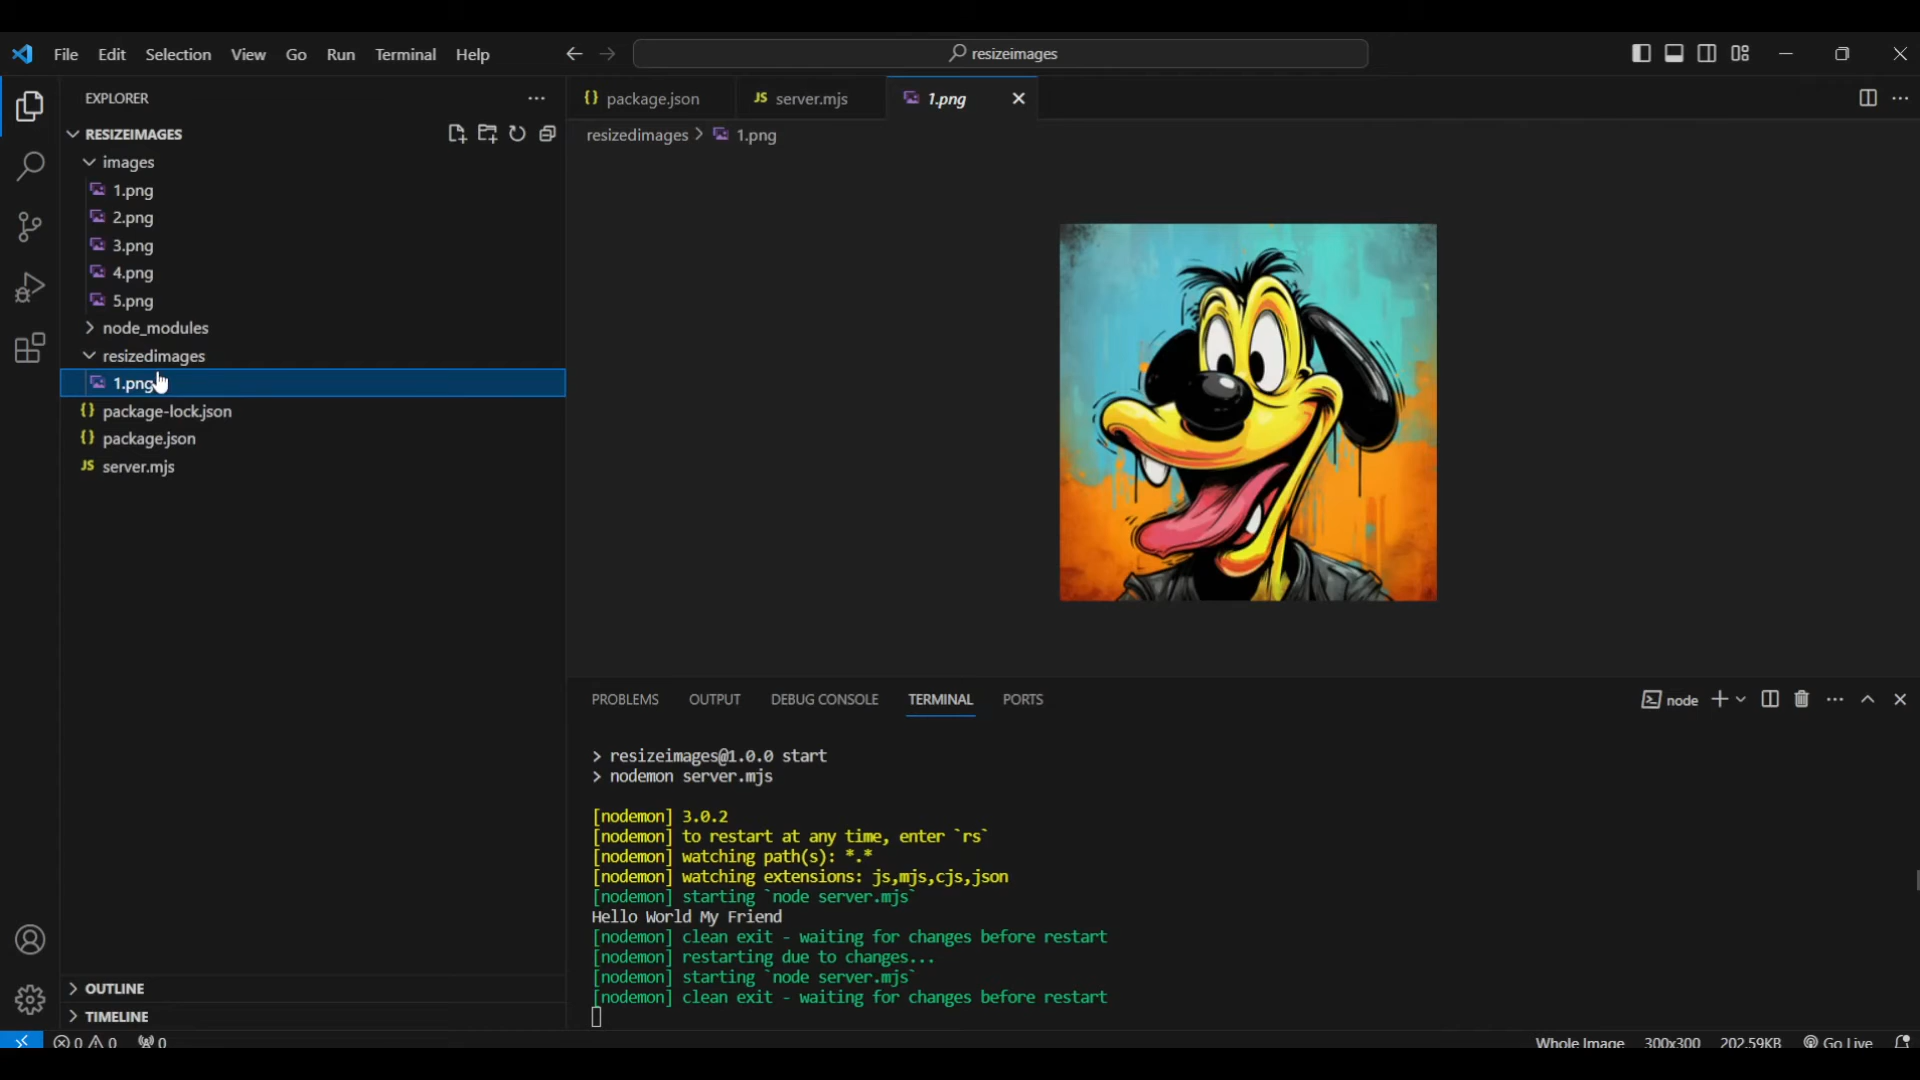 File Edit Selection View Go Run Terminal Help
resizeimages
EXPLORER
RESIZEIMAGES
images
1.png
2.png
3.png
4.png
5.png
node_modules
resizedimages
1.png
package-lock.json
package.json
server.mjs
OUTLINE
TIMELINE
{} package.json JS server.mjs 1.png
resizedimages > 1.png
PROBLEMS OUTPUT DEBUG CONSOLE TERMINAL PORTS
node
> resizeimages@1.0.0 start
> nodemon server.mjs
[nodemon] 3.0.2
[nodemon] to restart at any time, enter `rs`
[nodemon] watching path(s): *.*
[nodemon] watching extensions: js,mjs,cjs,json
[nodemon] starting `node server.mjs`
Hello World My Friend
[nodemon] clean exit - waiting for changes before restart
[nodemon] restarting due to changes...
[nodemon] starting `node server.mjs`
[nodemon] clean exit - waiting for changes before restart
0 0 0 Whole Image 300x300 202.59KB Go Live